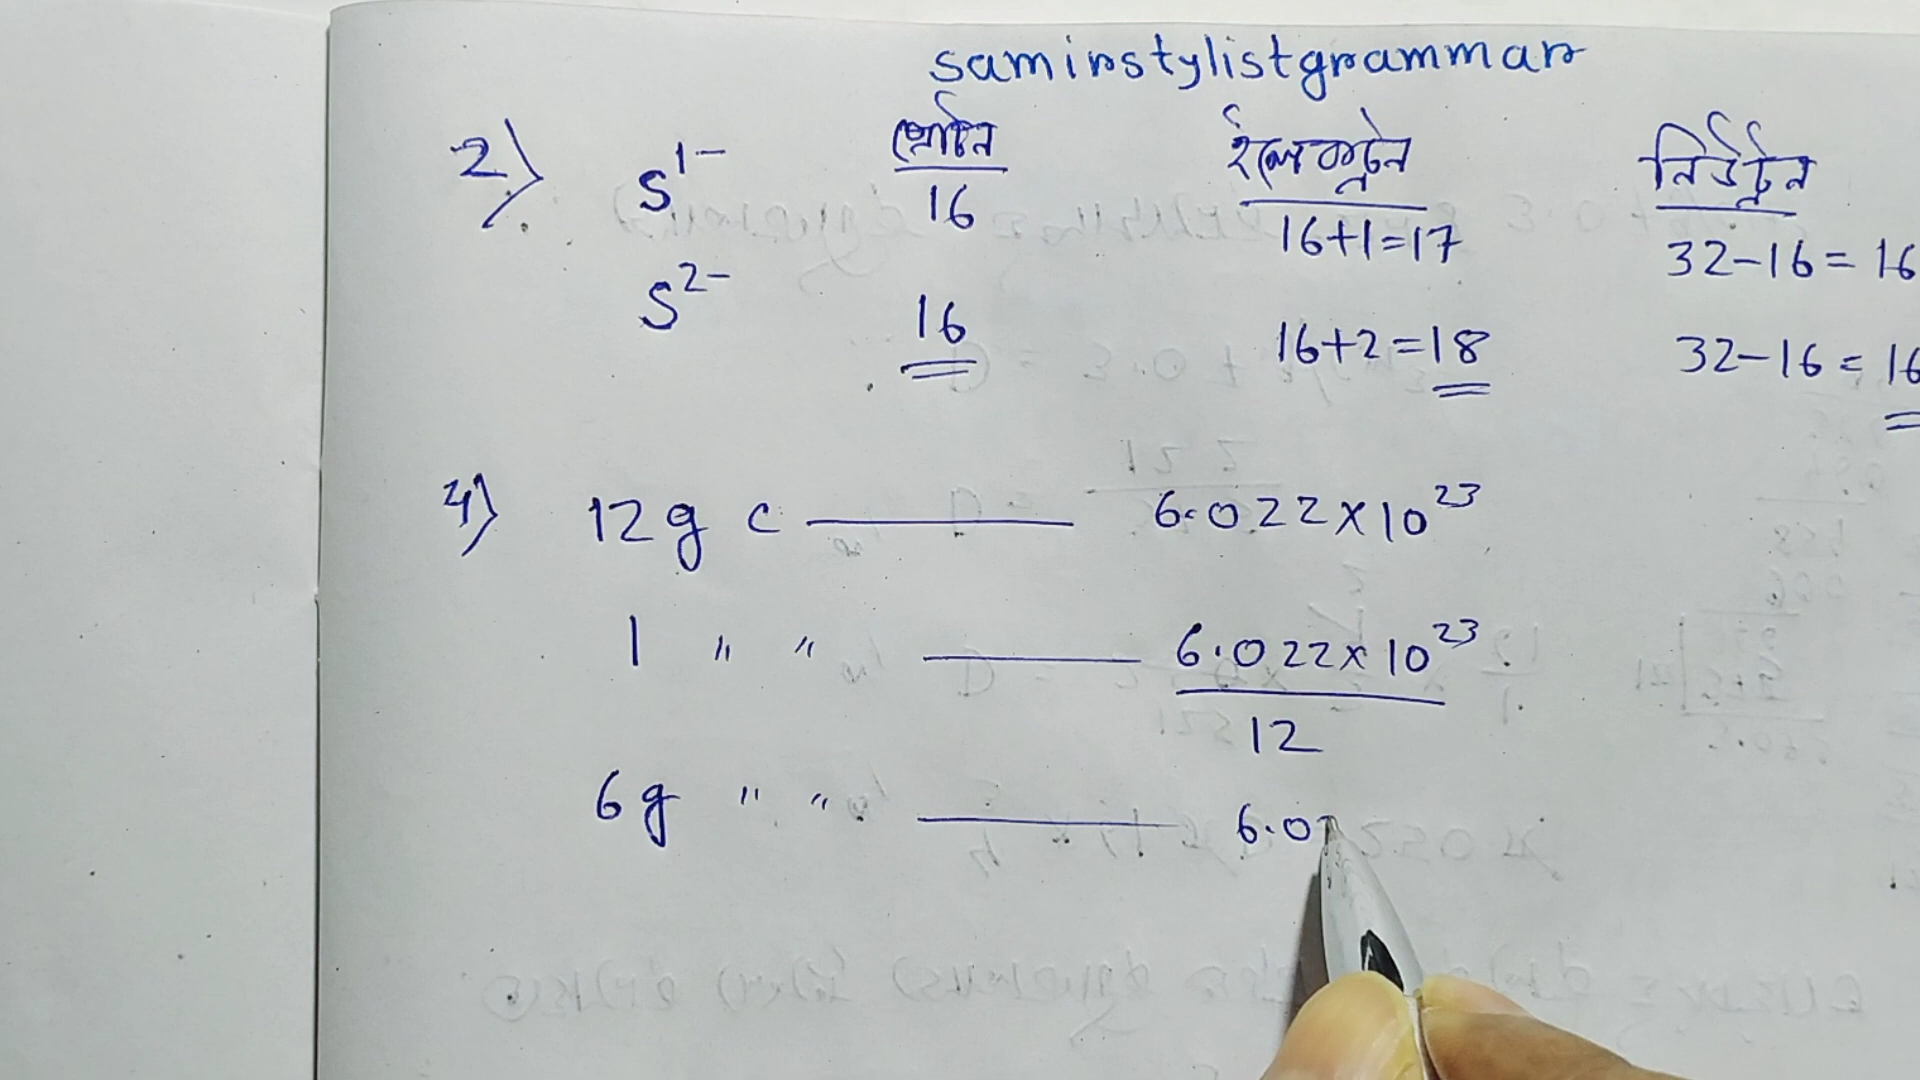 saminstylistgrammar
2) S¹⁻ প্রোটন ইলেকট্রন নিউট্রন
16 16+1=17 32-16=16
S²⁻ 16 16+2=18 32-16=16
4) 12g c — 6.022×10²³
1 " " — 6.022×10²³
12
6g " " — 6.02